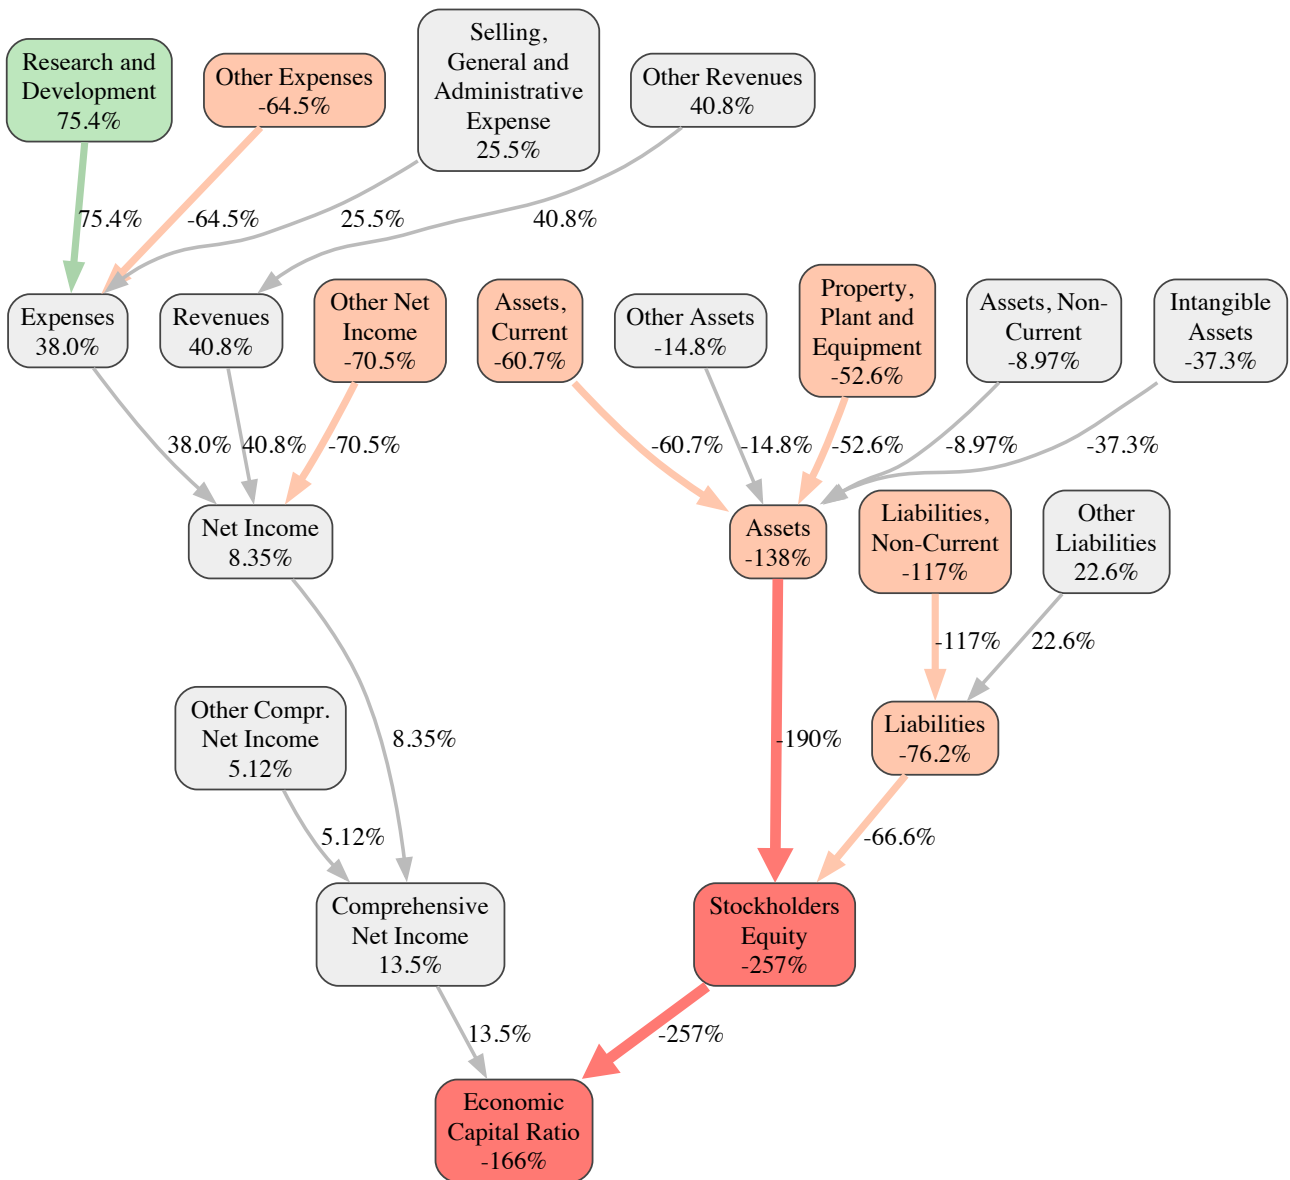 Research and
Development
75.4%
Other Expenses
-64.5%
Selling,
General and
Administrative
Expense
25.5%
Other Revenues
40.8%
75.4%
-64.5%
25.5%
40.8%
Expenses
38.0%
Revenues
40.8%
Other Net
Income
-70.5%
Assets,
Current
-60.7%
Other Assets
-14.8%
Property,
Plant and
Equipment
-52.6%
Assets, Non-
Current
-8.97%
Intangible
Assets
-37.3%
38.0%
40.8%
-70.5%
-60.7%
-14.8%
-52.6%
-8.97%
-37.3%
Net Income
8.35%
Assets
-138%
Liabilities,
Non-Current
-117%
Other
Liabilities
22.6%
-117%
22.6%
Other Compr.
Net Income
5.12%
8.35%
-190%
Liabilities
-76.2%
5.12%
-66.6%
Comprehensive
Net Income
13.5%
Stockholders
Equity
-257%
13.5%
-257%
Economic
Capital Ratio
-166%